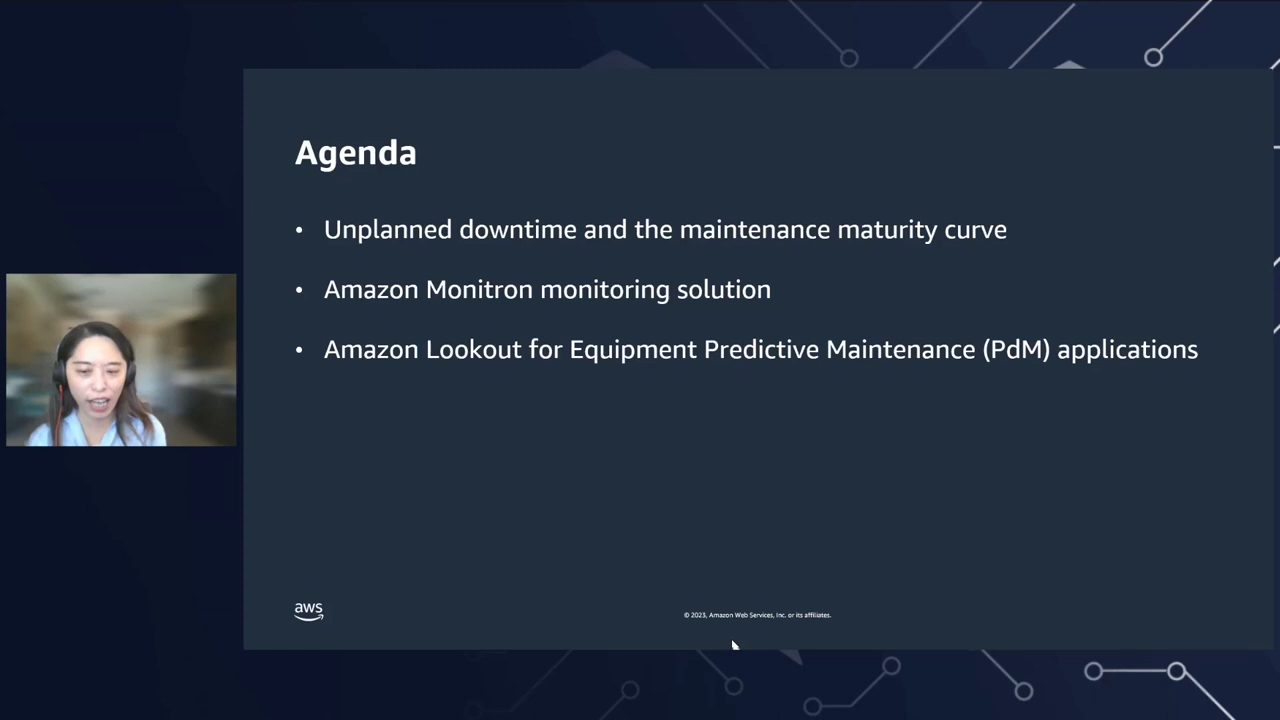 Agenda
• Unplanned downtime and the maintenance maturity curve
• Amazon Monitron monitoring solution
• Amazon Lookout for Equipment Predictive Maintenance (PdM) applications
aws
© 2023, Amazon Web Services, Inc. or its affiliates.